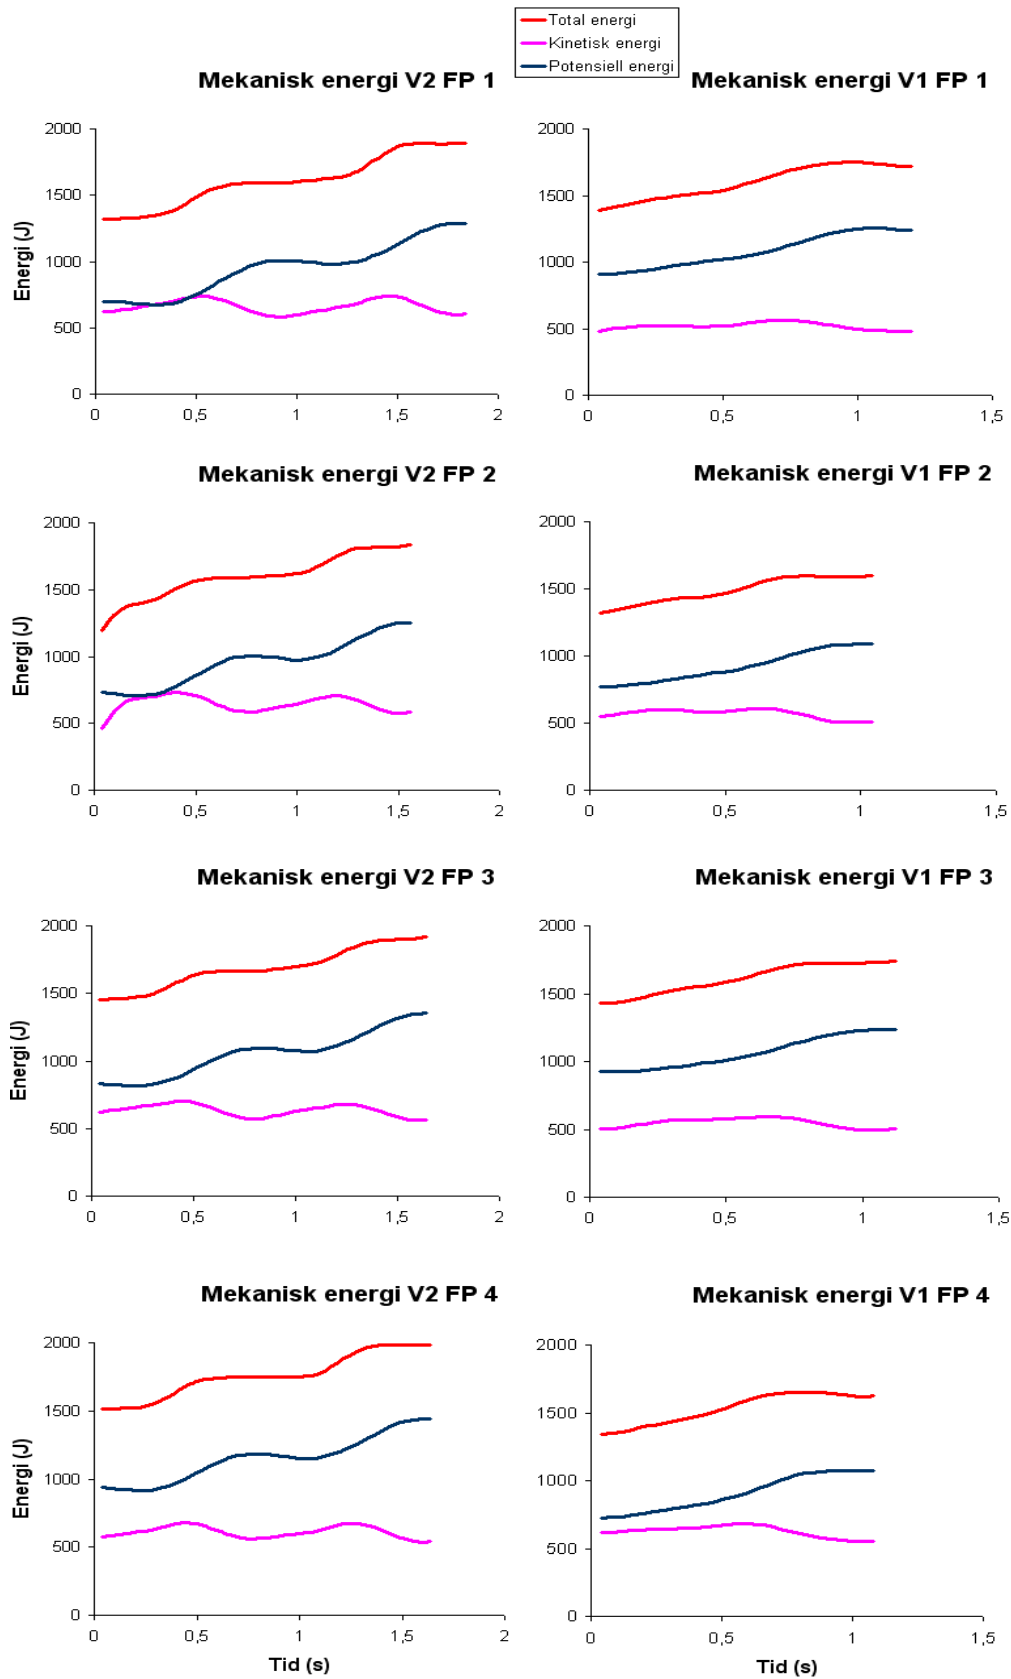 Total energi
Kinetisk energi
Potensiell energi
Mekanisk energi V2 FP 1
Mekanisk energi V1 FP 1
Energi (J)
2000
1500
1000
500
0
0 0,5 1 1,5 2
2000
1500
1000
500
0
0 0,5 1 1,5
Mekanisk energi V2 FP 2
Mekanisk energi V1 FP 2
Energi (J)
2000
1500
1000
500
0
0 0,5 1 1,5 2
2000
1500
1000
500
0
0 0,5 1 1,5
Mekanisk energi V2 FP 3
Mekanisk energi V1 FP 3
Energi (J)
2000
1500
1000
500
0
0 0,5 1 1,5 2
2000
1500
1000
500
0
0 0,5 1 1,5
Mekanisk energi V2 FP 4
Mekanisk energi V1 FP 4
Energi (J)
2000
1500
1000
500
0
0 0,5 1 1,5 2
Tid (s)
2000
1500
1000
500
0
0 0,5 1 1,5
Tid (s)